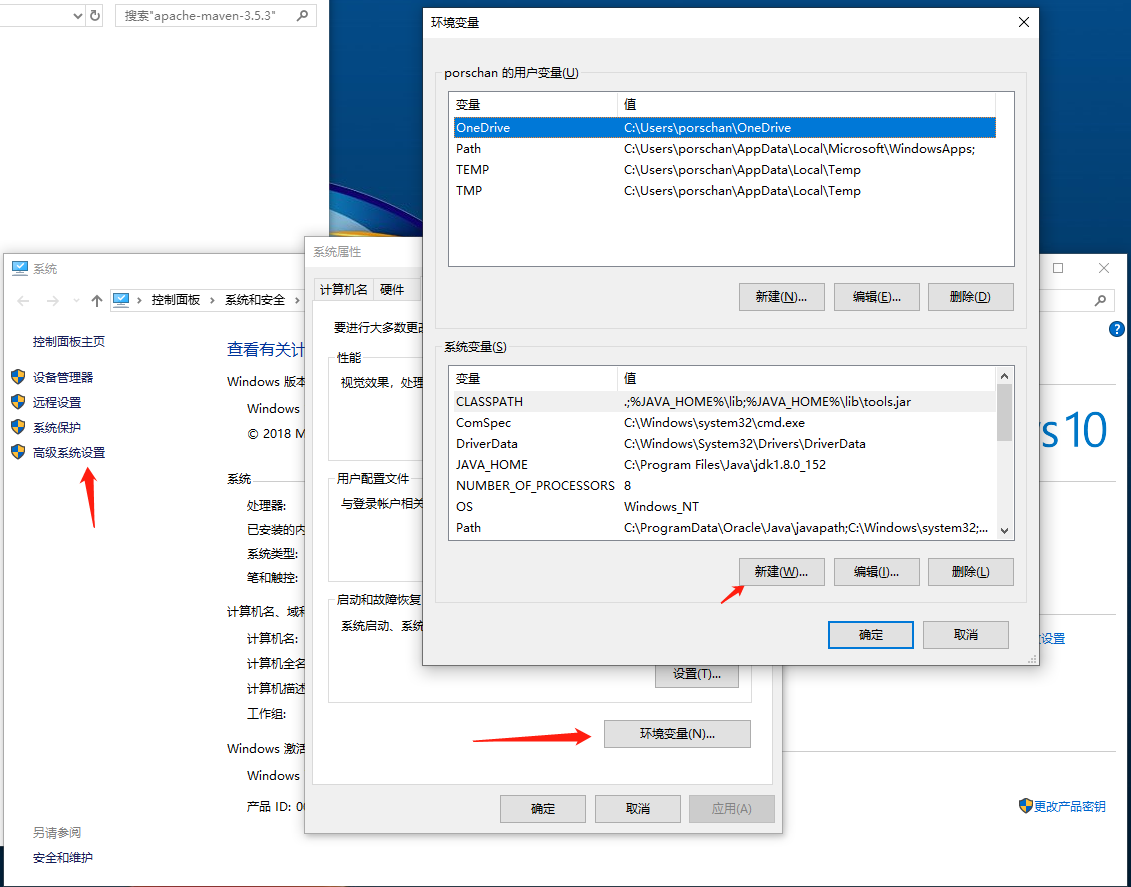 搜索"apache-maven-3.5.3"
环境变量
porschan 的用户变量(U)
变量 值
OneDrive C:\Users\porschan\OneDrive
Path C:\Users\porschan\AppData\Local\Microsoft\WindowsApps;
TEMP C:\Users\porschan\AppData\Local\Temp
TMP C:\Users\porschan\AppData\Local\Temp
新建(N)... 编辑(E)... 删除(D)
系统变量(S)
变量 值
CLASSPATH .;%JAVA_HOME%\lib;%JAVA_HOME%\lib\tools.jar
ComSpec C:\Windows\system32\cmd.exe
DriverData C:\Windows\System32\Drivers\DriverData
JAVA_HOME C:\Program Files\Java\jdk1.8.0_152
NUMBER_OF_PROCESSORS 8
OS Windows_NT
Path C:\ProgramData\Oracle\Java\javapath;C:\Windows\system32;...
新建(W)... 编辑(I)... 删除(L)
确定 取消
系统属性
计算机名 硬件
要进行大多数更改
性能
视觉效果，处理
用户配置文件
与登录帐户相关
启动和故障恢复
系统启动、系统
设置(T)...
环境变量(N)...
确定 取消 应用(A)
系统
控制面板 系统和安全
控制面板主页
设备管理器
远程设置
系统保护
高级系统设置
另请参阅
安全和维护
查看有关计
Windows 版本
Windows
© 2018 M
s 10
系统
处理器:
已安装的内
系统类型:
笔和触控:
计算机名、域和
计算机名:
计算机全名
计算机描述
工作组:
设置
Windows 激活
Windows
产品 ID: 00
更改产品密钥